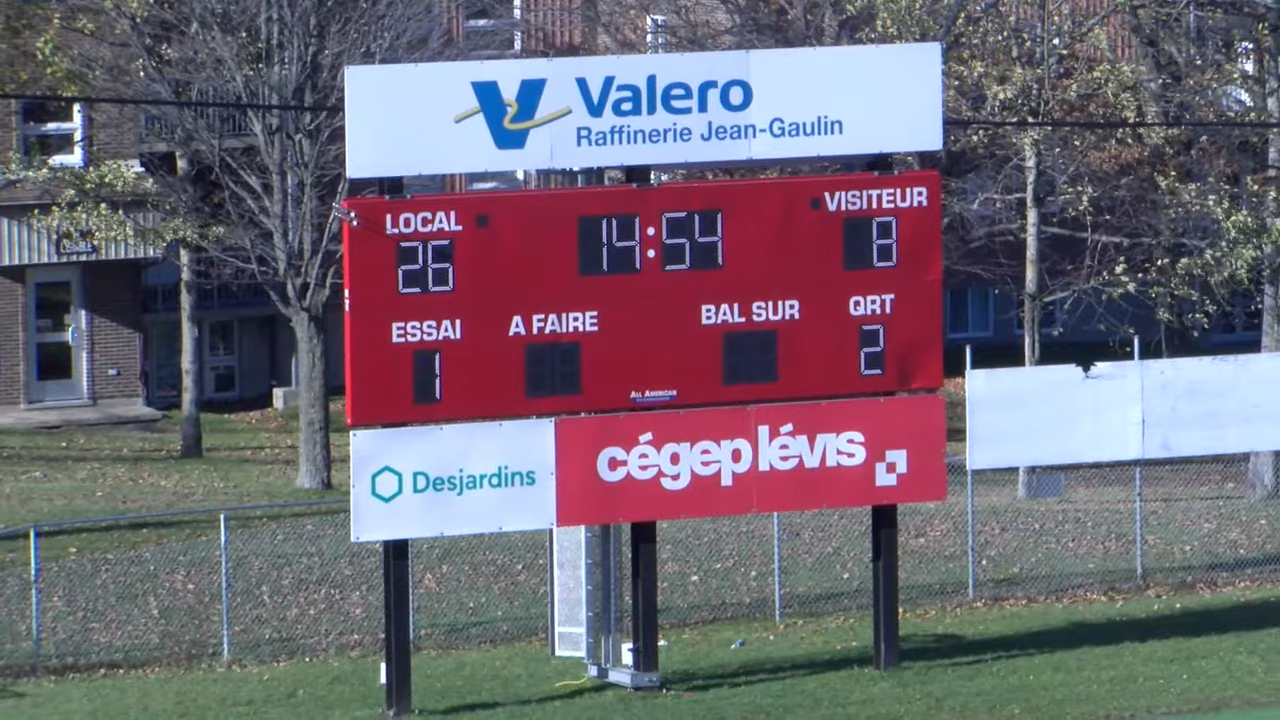 Valero
Raffinerie Jean-Gaulin
LOCAL
VISITEUR
26
14:54
8
ESSAI
A FAIRE
BAL SUR
QRT
1
2
ALL AMERICAN
Desjardins
cégep lévis